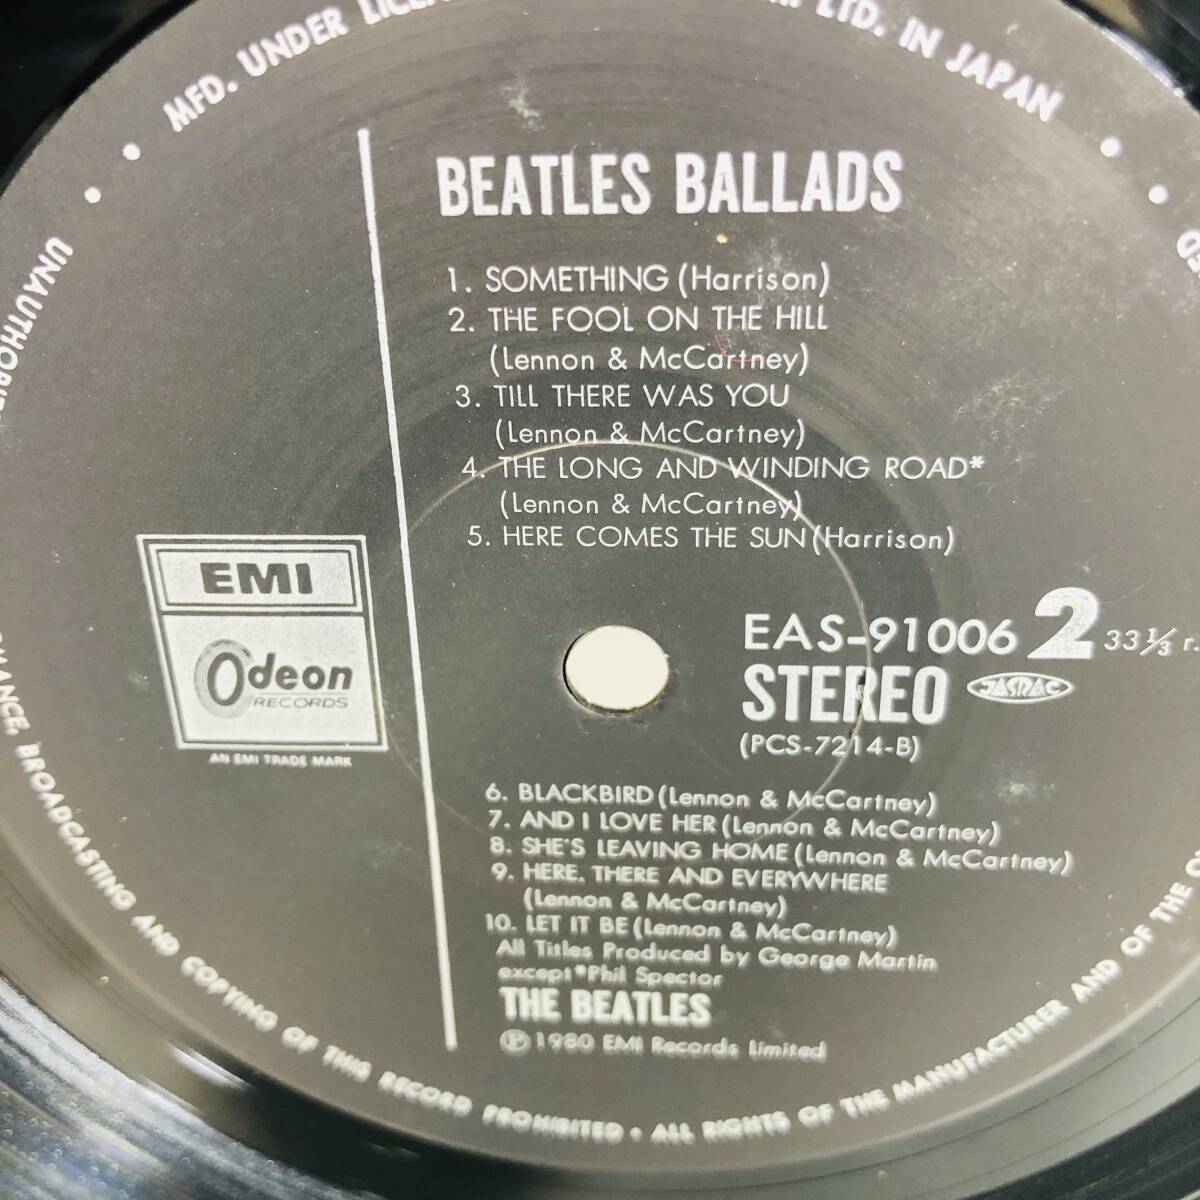 MFD. UNDER
LTD. IN JAPAN
BEATLES BALLADS
1. SOMETHING (Harrison)
2. THE FOOL ON THE HILL
(Lennon & McCartney)
3. TILL THERE WAS YOU
(Lennon & McCartney)
4. THE LONG AND WINDING ROAD*
(Lennon & McCartney)
5. HERE COMES THE SUN (Harrison)
EMI
Odeon
RECORDS
AN EMI TRADE MARK
EAS-91006 2 33 1/3 r.
STEREO JASRAC
(PCS-7214-B)
6. BLACKBIRD (Lennon & McCartney)
7. AND I LOVE HER (Lennon & McCartney)
8. SHE'S LEAVING HOME (Lennon & McCartney)
9. HERE, THERE AND EVERYWHERE
(Lennon & McCartney)
10. LET IT BE (Lennon & McCartney)
All Titles Produced by George Martin
except *Phil Spector
THE BEATLES
Ⓟ 1980 EMI Records Limited
BROADCASTING AND COPYING OF THIS RECORD PROHIBITED • ALL RIGHTS OF THE MANUFACTURER AND OF THE